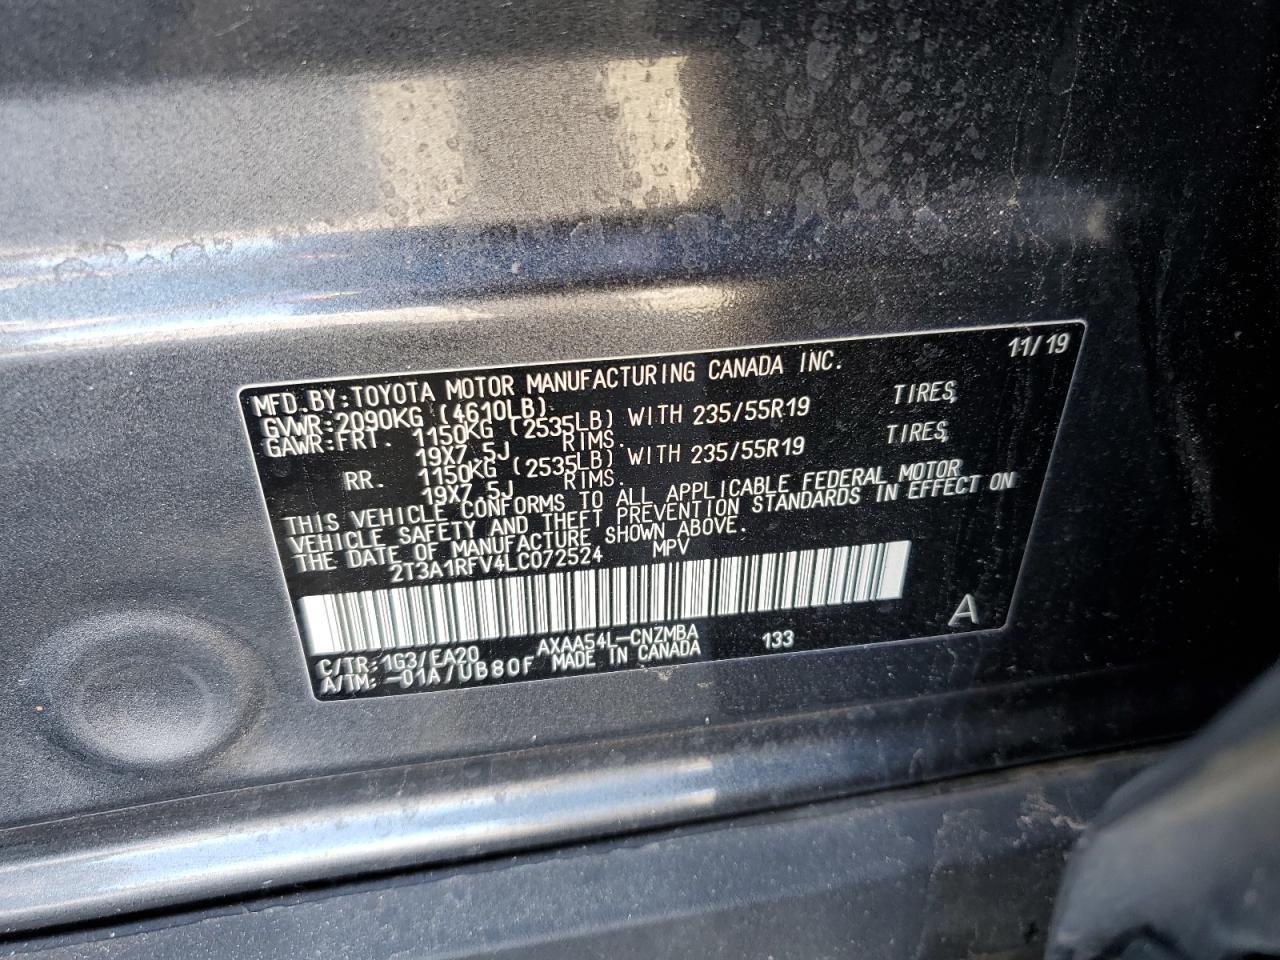 11/19
MFD.BY:TOYOTA MOTOR MANUFACTURING CANADA INC.
GVWR:2090KG (4610LB)
GAWR:FRT. 1150KG (2535LB) WITH 235/55R19 TIRES,
19X7.5J RIMS.
RR. 1150KG (2535LB) WITH 235/55R19 TIRES,
19X7.5J RIMS.
THIS VEHICLE CONFORMS TO ALL APPLICABLE FEDERAL MOTOR
VEHICLE SAFETY AND THEFT PREVENTION STANDARDS IN EFFECT ON
THE DATE OF MANUFACTURE SHOWN ABOVE.
2T3A1RFV4LC072524 MPV
A
C/TR:1G3/EA20 AXAA54L-CNZMBA 133
A/TM:-01A/UB80F MADE IN CANADA